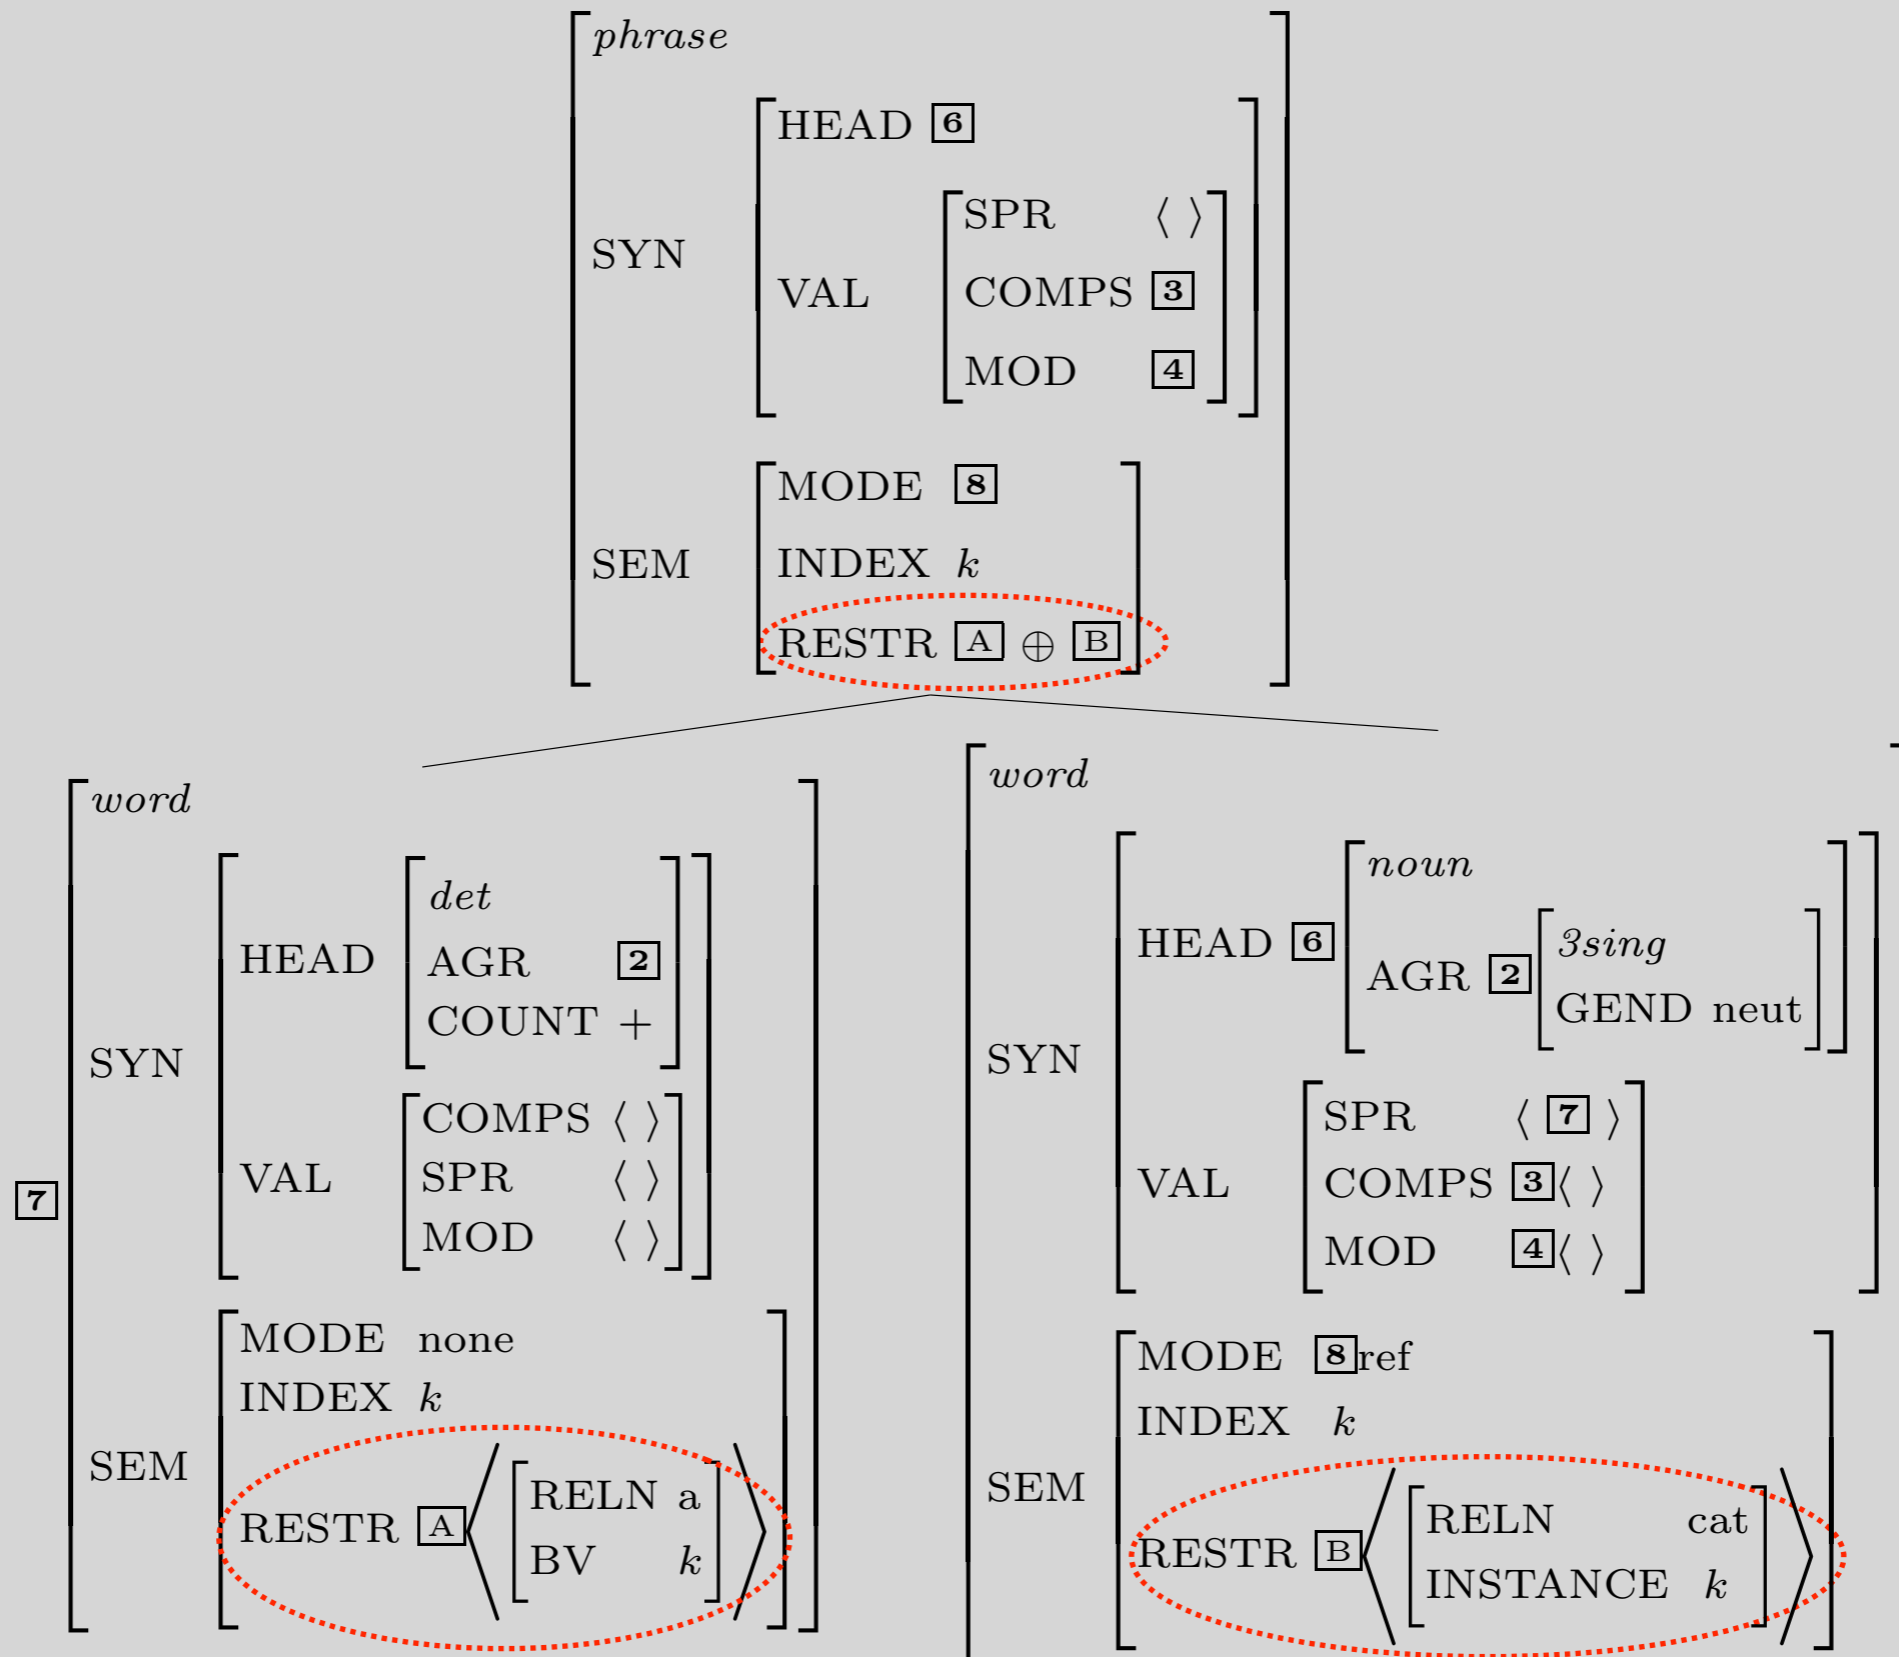 phrase
HEAD 6
SYN
SPR ⟨ ⟩
VAL
COMPS 3
MOD 4
MODE 8
SEM
INDEX k
RESTR A ⊕ B
7
word
det
HEAD
AGR 2
COUNT +
SYN
COMPS ⟨ ⟩
VAL
SPR ⟨ ⟩
MOD ⟨ ⟩
MODE none
INDEX k
SEM
RELN a
RESTR A
BV k
word
noun
HEAD 6
3sing
AGR 2
GEND neut
SYN
SPR ⟨ 7 ⟩
VAL
COMPS 3 ⟨ ⟩
MOD 4 ⟨ ⟩
MODE 8 ref
INDEX k
SEM
RELN cat
RESTR B
INSTANCE k